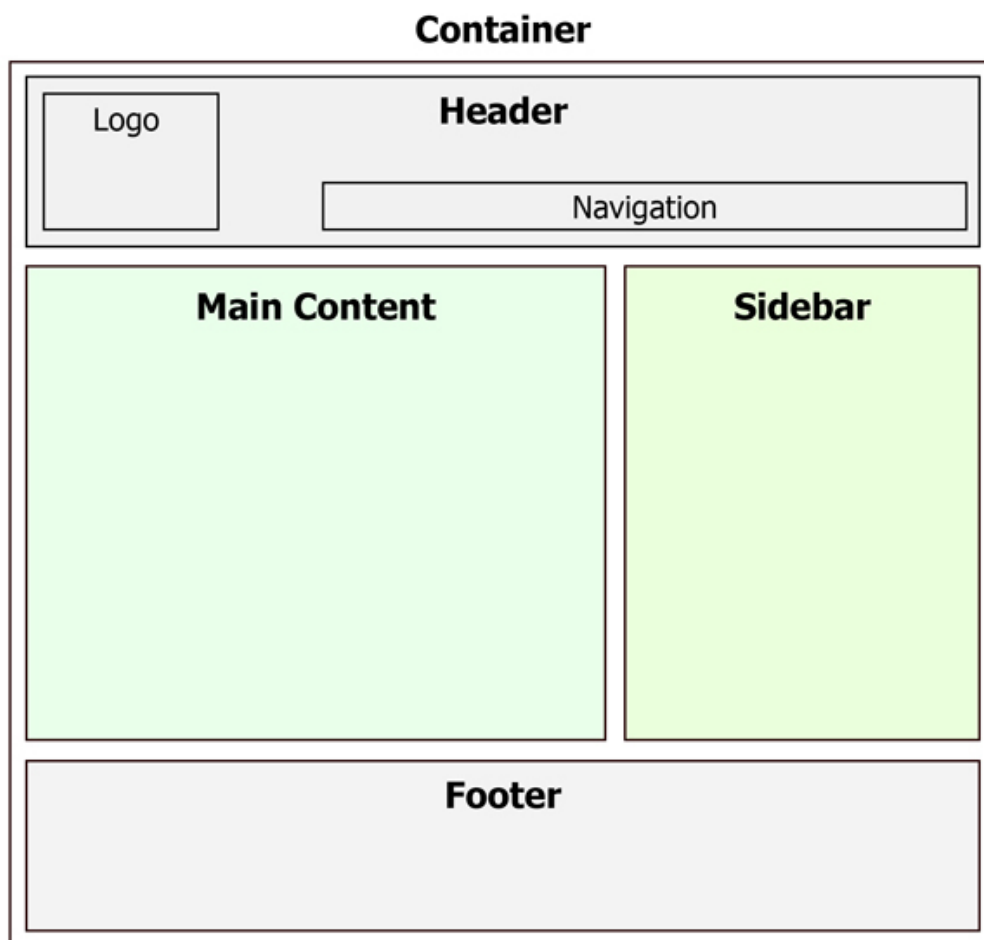 Container
Header
Logo
Navigation
Main Content
Sidebar
Footer